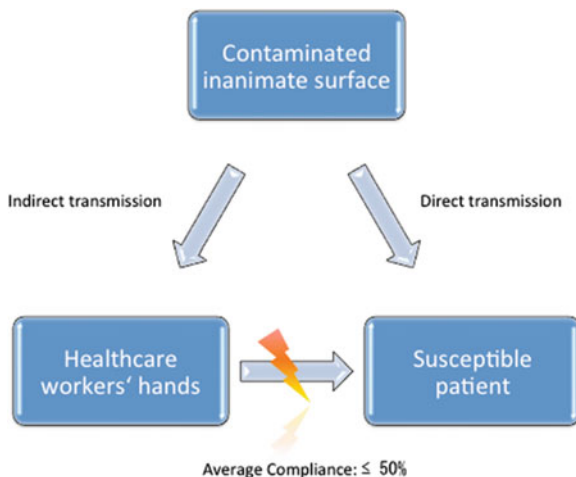 Contaminated
inanimate surface
Indirect transmission
Direct transmission
Healthcare
workers‘ hands
Susceptible
patient
Average Compliance: ≤ 50%